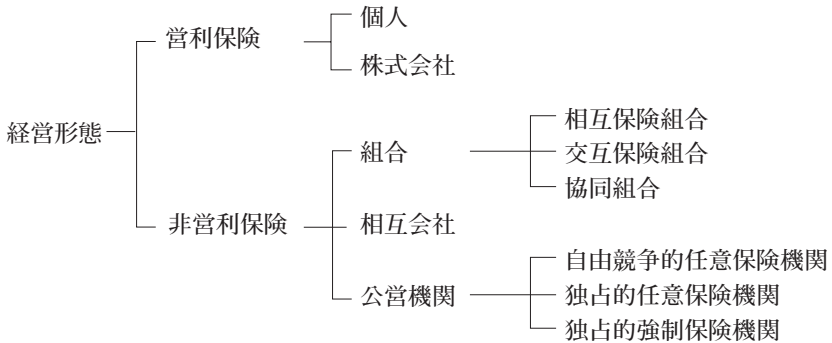 経営形態
営利保険
個人
株式会社
非営利保険
組合
相互保険組合
交互保険組合
協同組合
相互会社
公営機関
自由競争的任意保険機関
独占的任意保険機関
独占的強制保険機関